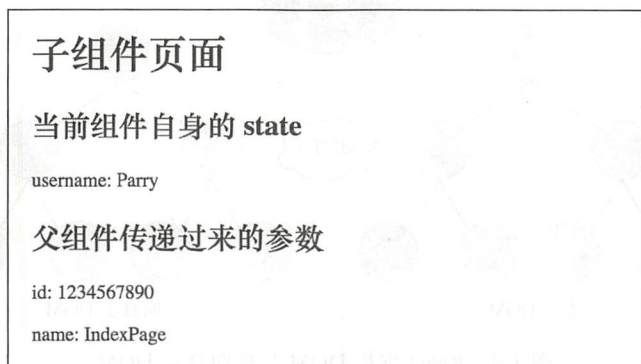 子组件页面
当前组件自身的 state
username: Parry
父组件传递过来的参数
id: 1234567890
name: IndexPage